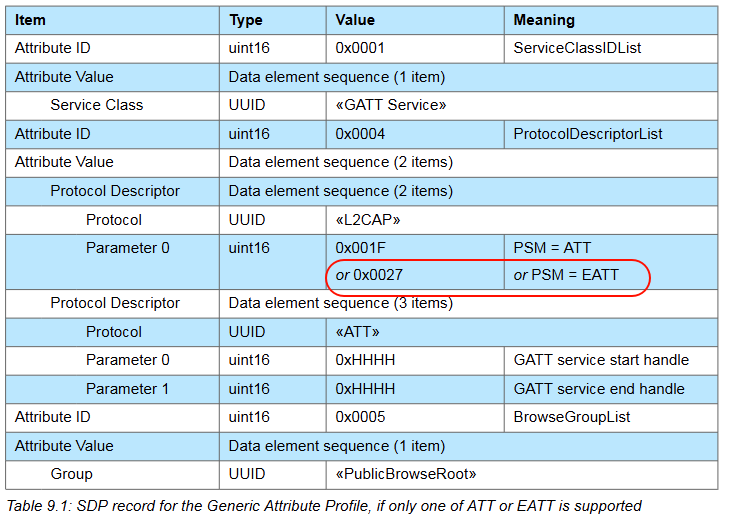 Item Type Value Meaning
Attribute ID uint16 0x0001 ServiceClassIDList
Attribute Value Data element sequence (1 item)
Service Class UUID «GATT Service»
Attribute ID uint16 0x0004 ProtocolDescriptorList
Attribute Value Data element sequence (2 items)
Protocol Descriptor Data element sequence (2 items)
Protocol UUID «L2CAP»
Parameter 0 uint16 0x001F PSM = ATT
or 0x0027 or PSM = EATT
Protocol Descriptor Data element sequence (3 items)
Protocol UUID «ATT»
Parameter 0 uint16 0xHHHH GATT service start handle
Parameter 1 uint16 0xHHHH GATT service end handle
Attribute ID uint16 0x0005 BrowseGroupList
Attribute Value Data element sequence (1 item)
Group UUID «PublicBrowseRoot»
Table 9.1: SDP record for the Generic Attribute Profile, if only one of ATT or EATT is supported